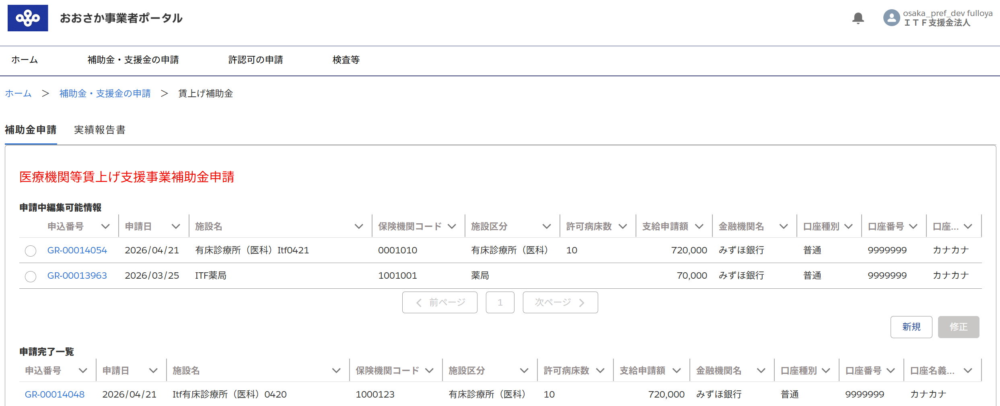 おおさか事業者ポータル
osaka_pref_dev fulloya
ＩＴＦ支援金法人
ホーム 補助金・支援金の申請 許認可の申請 検査等
ホーム ＞ 補助金・支援金の申請 ＞ 賃上げ補助金
補助金申請 実績報告書
医療機関等賃上げ支援事業補助金申請
申請中編集可能情報
申込番号 申請日 施設名 保険機関コード 施設区分 許可病床数 支給申請額 金融機関名 口座種別 口座番号 口座...
GR-00014054 2026/04/21 有床診療所（医科）Itf0421 0001010 有床診療所（医科） 10 720,000 みずほ銀行 普通 9999999 カナカナ
GR-00013963 2026/03/25 ITF薬局 1001001 薬局 70,000 みずほ銀行 普通 9999999 カナカナ
前ページ 1 次ページ
新規 修正
申請完了一覧
申込番号 申請日 施設名 保険機関コード 施設区分 許可病床数 支給申請額 金融機関名 口座種別 口座番号 口座名義...
GR-00014048 2026/04/21 Itf有床診療所（医科）0420 1000123 有床診療所（医科） 10 720,000 みずほ銀行 普通 9999999 カナカナ